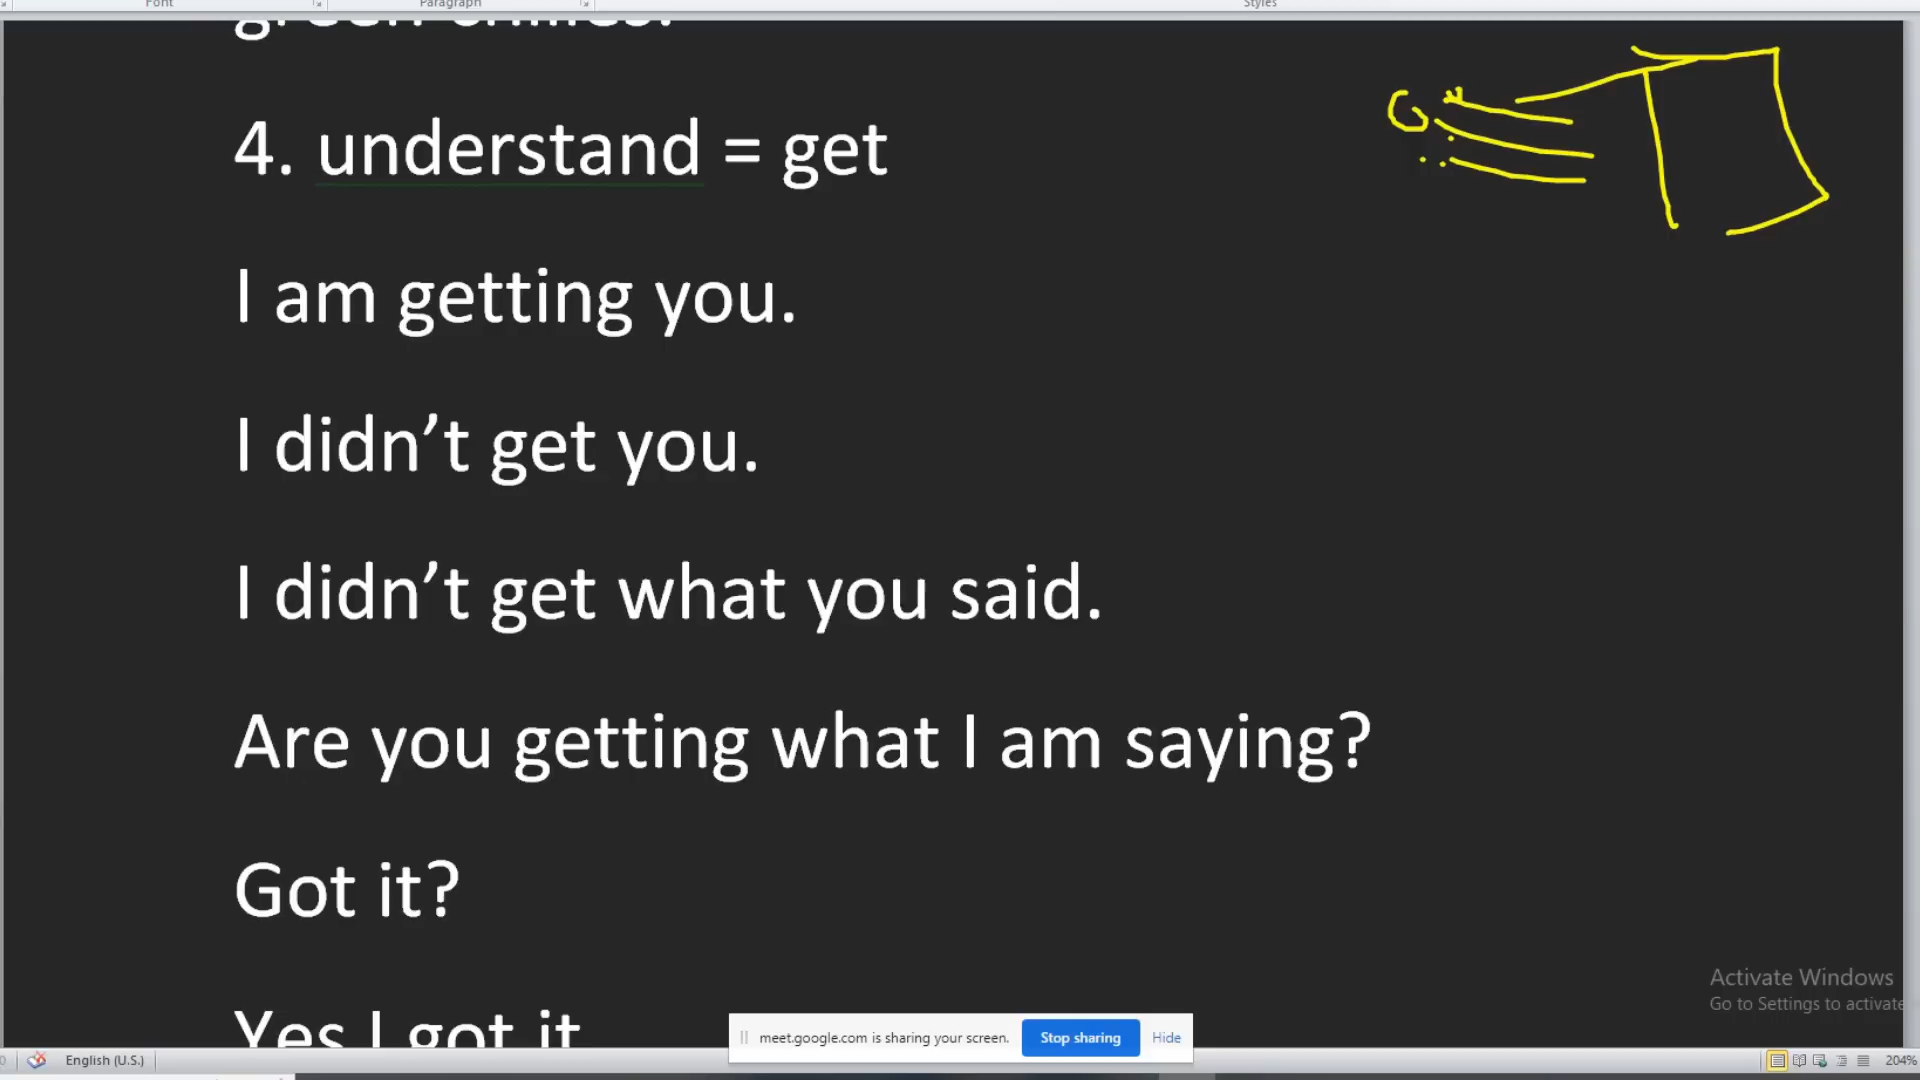 Font
Paragraph
Styles
green chillies.
4. understand = get
I am getting you.
I didn’t get you.
I didn’t get what you said.
Are you getting what I am saying?
Got it?
Yes I got it
Activate Windows
Go to Settings to activate
meet.google.com is sharing your screen.
Stop sharing
Hide
English (U.S.)
204%